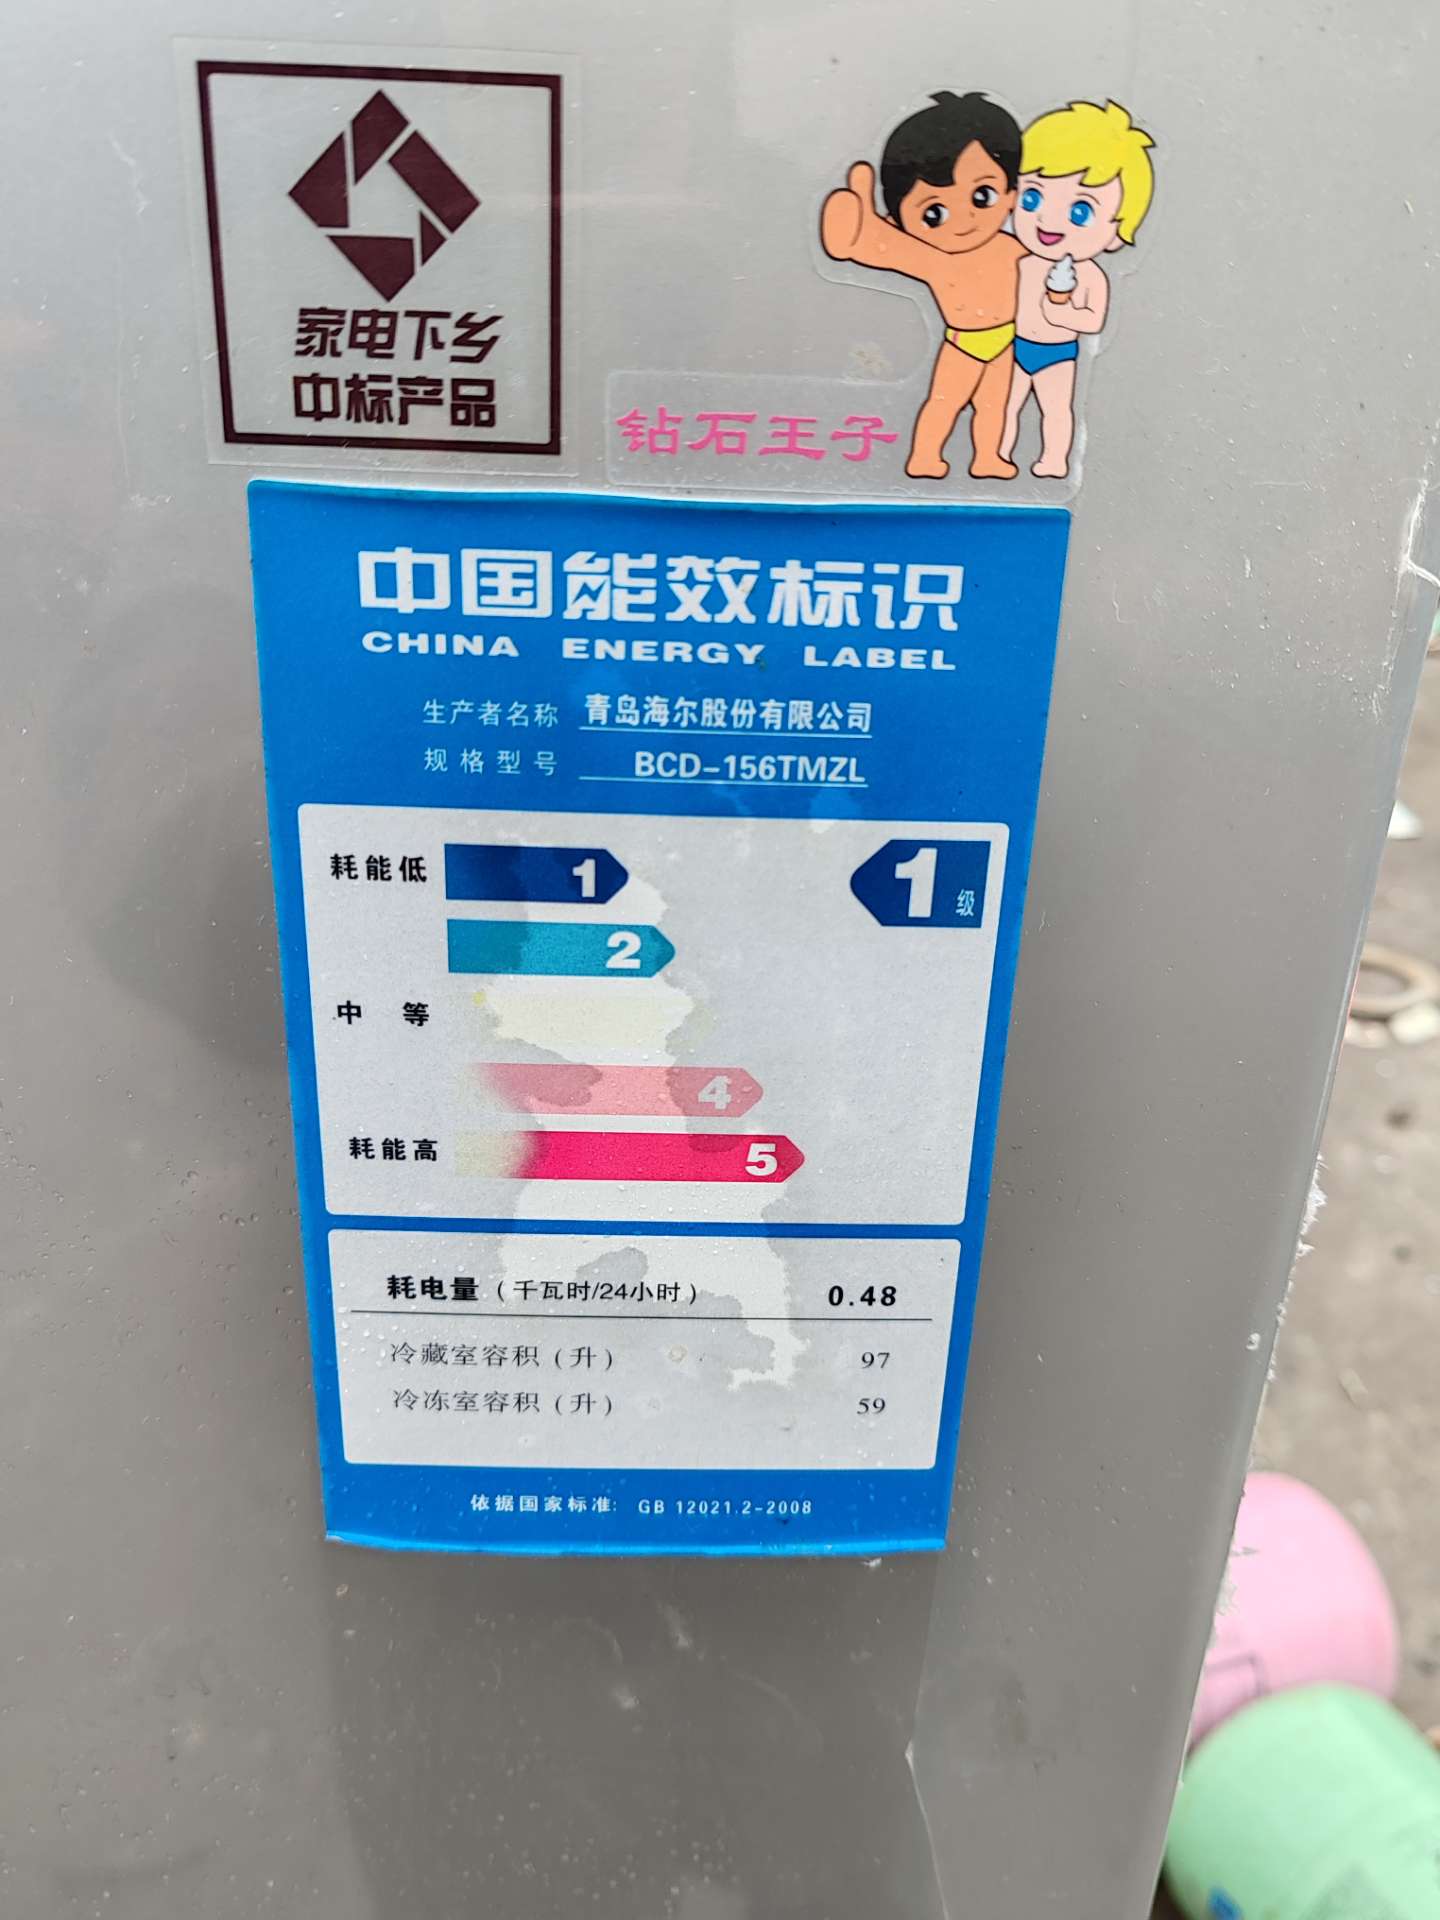 家电下乡
中标产品
钻石王子
中国能效标识
CHINA ENERGY LABEL
生产者名称 青岛海尔股份有限公司
规格型号 BCD-156TMZL
耗能低 1 1级
2
中等
4
耗能高 5
耗电量（千瓦时/24小时） 0.48
冷藏室容积（升） 97
冷冻室容积（升） 59
依据国家标准: GB 12021.2-2008